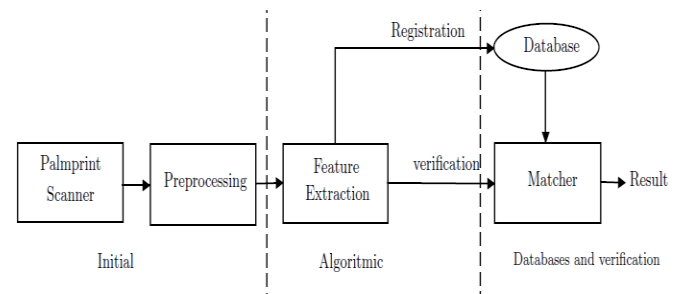 Registration
Database
Palmprint
Scanner
Preprocessing
Feature
Extraction
verification
Matcher
Result
Initial
Algoritmic
Databases and verification